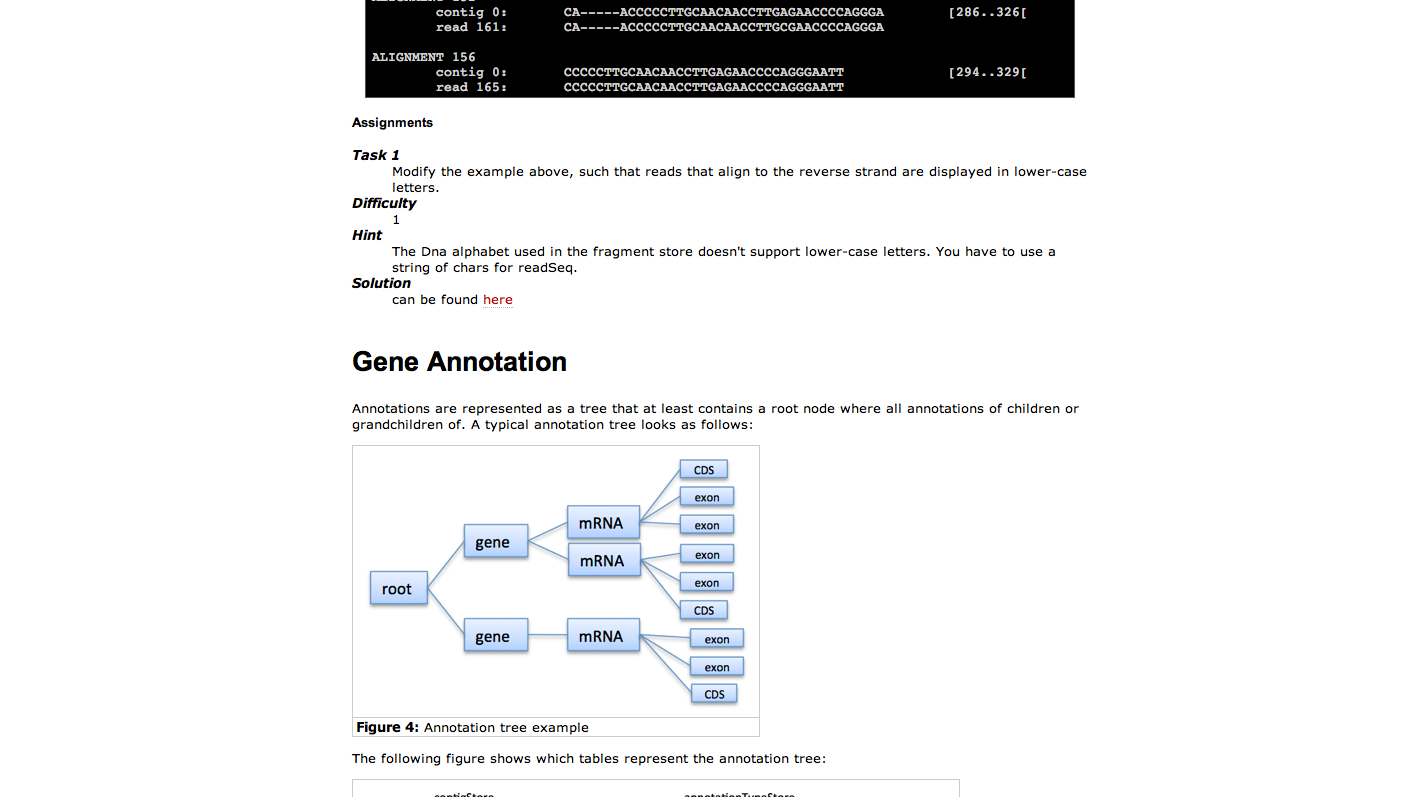 contig 0: CA-----ACCCCCTTGCAACAACCTTGAGAACCCCAGGGA [286..326[
read 161: CA-----ACCCCCTTGCAACAACCTTGCGAACCCCAGGGA
ALIGNMENT 156
contig 0: CCCCCTTGCAACAACCTTGAGAACCCCAGGGAATT [294..329[
read 165: CCCCCTTGCAACAACCTTGAGAACCCCAGGGAATT
Assignments
Task 1
Modify the example above, such that reads that align to the reverse strand are displayed in lower-case
letters.
Difficulty
1
Hint
The Dna alphabet used in the fragment store doesn't support lower-case letters. You have to use a
string of chars for readSeq.
Solution
can be found here
Gene Annotation
Annotations are represented as a tree that at least contains a root node where all annotations of children or
grandchildren of. A typical annotation tree looks as follows:
CDS
exon
mRNA
exon
gene
exon
mRNA
exon
root
CDS
gene
mRNA
exon
exon
CDS
Figure 4: Annotation tree example
The following figure shows which tables represent the annotation tree:
contigStore annotationTypeStore